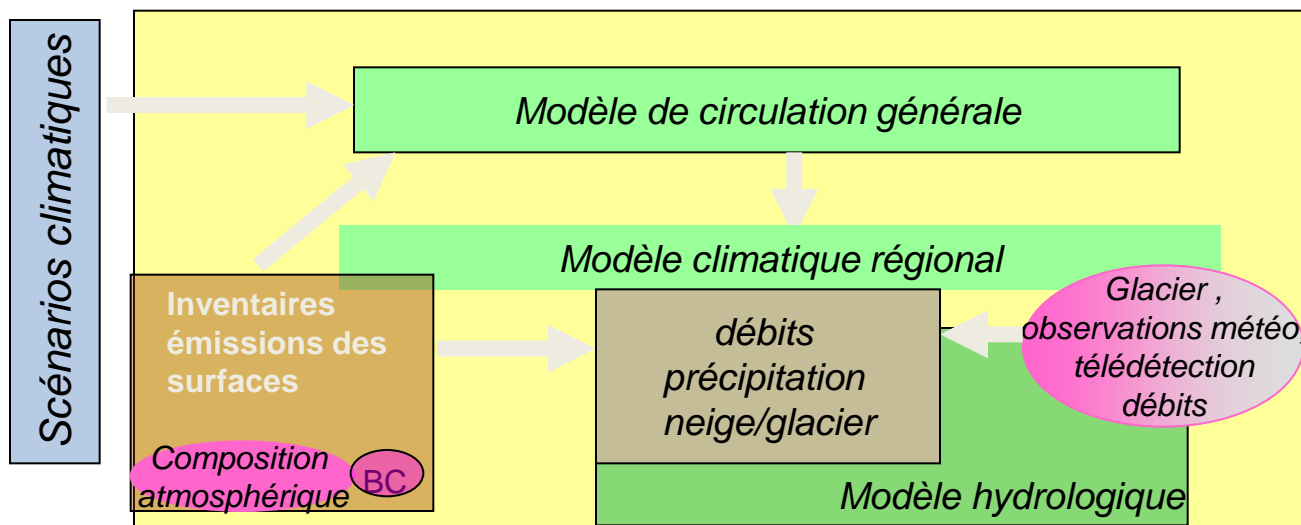 Scénarios climatiques
Modèle de circulation générale
Modèle climatique régional
Inventaires
émissions des
surfaces
Composition
atmosphérique
BC
débits
précipitation
neige/glacier
Glacier ,
observations météo,
télédétection
débits
Modèle hydrologique